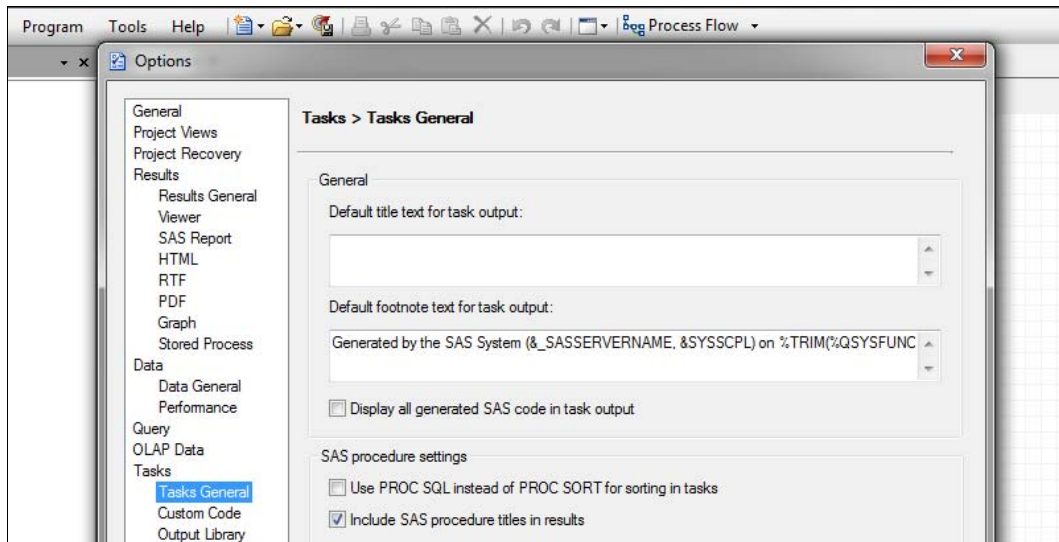 Program Tools Help Process Flow
Options
General
Project Views
Project Recovery
Results
Results General
Viewer
SAS Report
HTML
RTF
PDF
Graph
Stored Process
Data
Data General
Performance
Query
OLAP Data
Tasks
Tasks General
Custom Code
Output Library
Tasks > Tasks General
General
Default title text for task output:
Default footnote text for task output:
Generated by the SAS System (&_SASSERVERNAME, &SYSSCPL) on %TRIM(%QSYSFUNC
Display all generated SAS code in task output
SAS procedure settings
Use PROC SQL instead of PROC SORT for sorting in tasks
Include SAS procedure titles in results